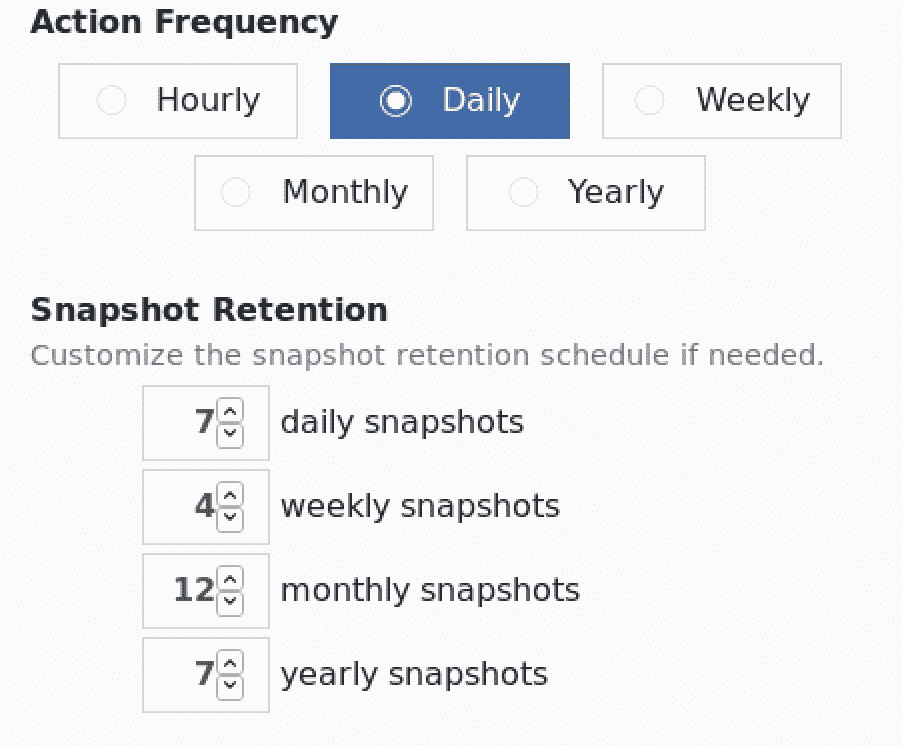 Action Frequency
Hourly Daily Weekly
Monthly Yearly
Snapshot Retention
Customize the snapshot retention schedule if needed.
7 daily snapshots
4 weekly snapshots
12 monthly snapshots
7 yearly snapshots